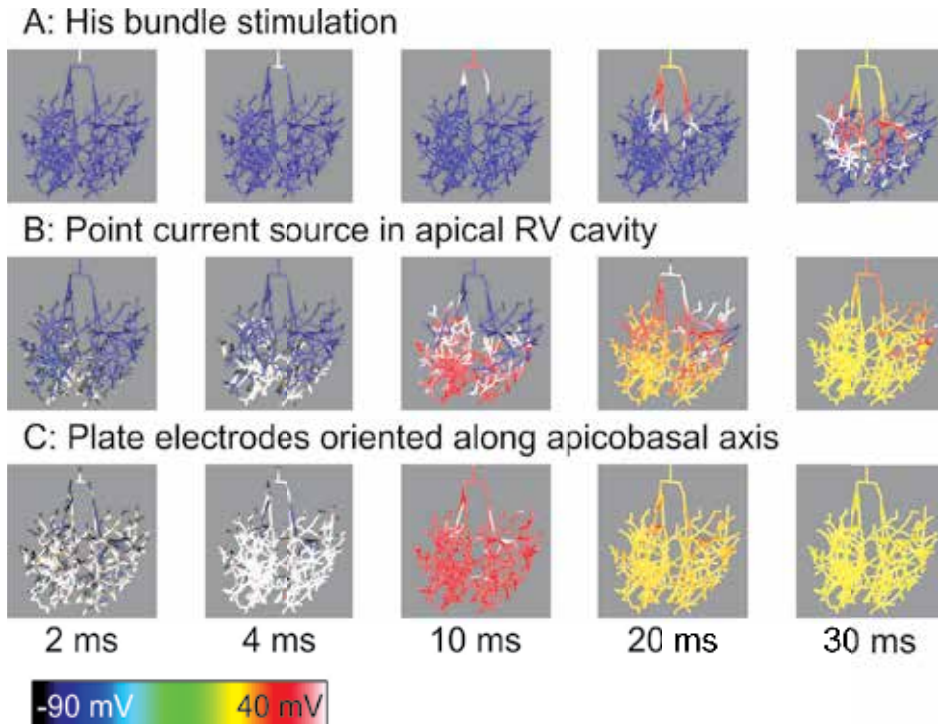 A: His bundle stimulation
B: Point current source in apical RV cavity
C: Plate electrodes oriented along apicobasal axis
2 ms 4 ms 10 ms 20 ms 30 ms
-90 mV 40 mV